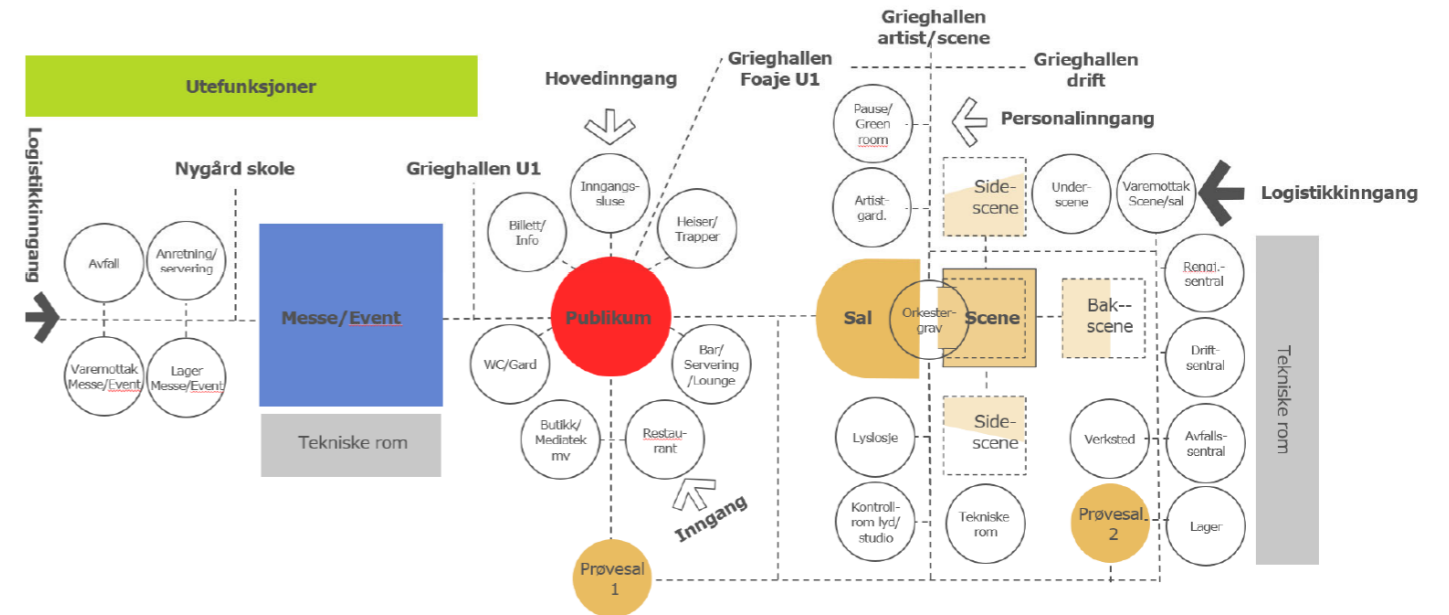 Grieghallen
artist/scene
Utefunksjoner
Hovedinngang
Grieghallen
Foaje U1
Grieghallen
drift
Logistikkinngang
Nygård skole
Grieghallen U1
Pause/
Green
room
Personalinngang
Inngangs-
sluse
Billett/
Info
Heiser/
Trapper
Artist-
gard.
Side-
scene
Under-
scene
Varemottak
Scene/sal
Logistikkinngang
Avfall
Anretning/
servering
Messe/Event
Publikum
Sal
Orkester-
grav
Scene
Bak--
scene
Rengj.-
sentral
Drift-
sentral
Tekniske rom
Varemottak
Messe/Event
Lager
Messe/Event
WC/Gard
Bar/
Servering
/Lounge
Tekniske rom
Butikk/
Mediatek
mv
Restau-
rant
Inngang
Lyslosje
Side-
scene
Verksted
Avfalls-
sentral
Kontroll-
rom lyd/
studio
Tekniske
rom
Prøvesal
2
Lager
Prøvesal
1